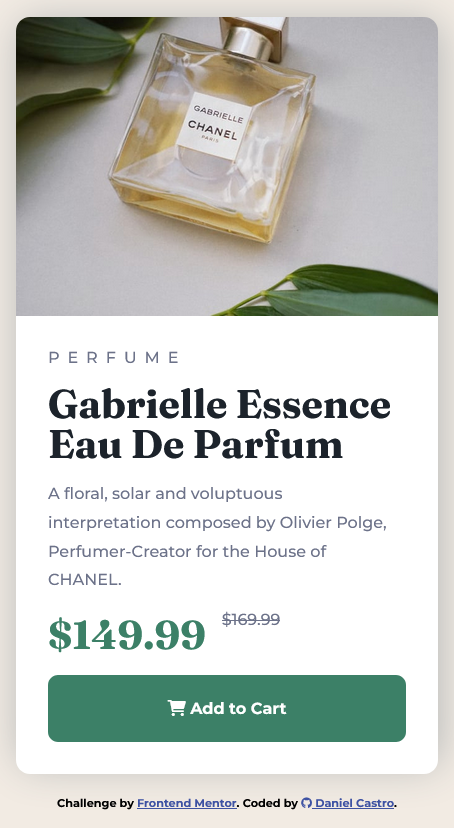 GABRIELLE
CHANEL
PARIS
PERFUME
Gabrielle Essence
Eau De Parfum
A floral, solar and voluptuous
interpretation composed by Olivier Polge,
Perfumer-Creator for the House of
CHANEL.
$149.99 $169.99
Add to Cart
Challenge by Frontend Mentor. Coded by Daniel Castro.